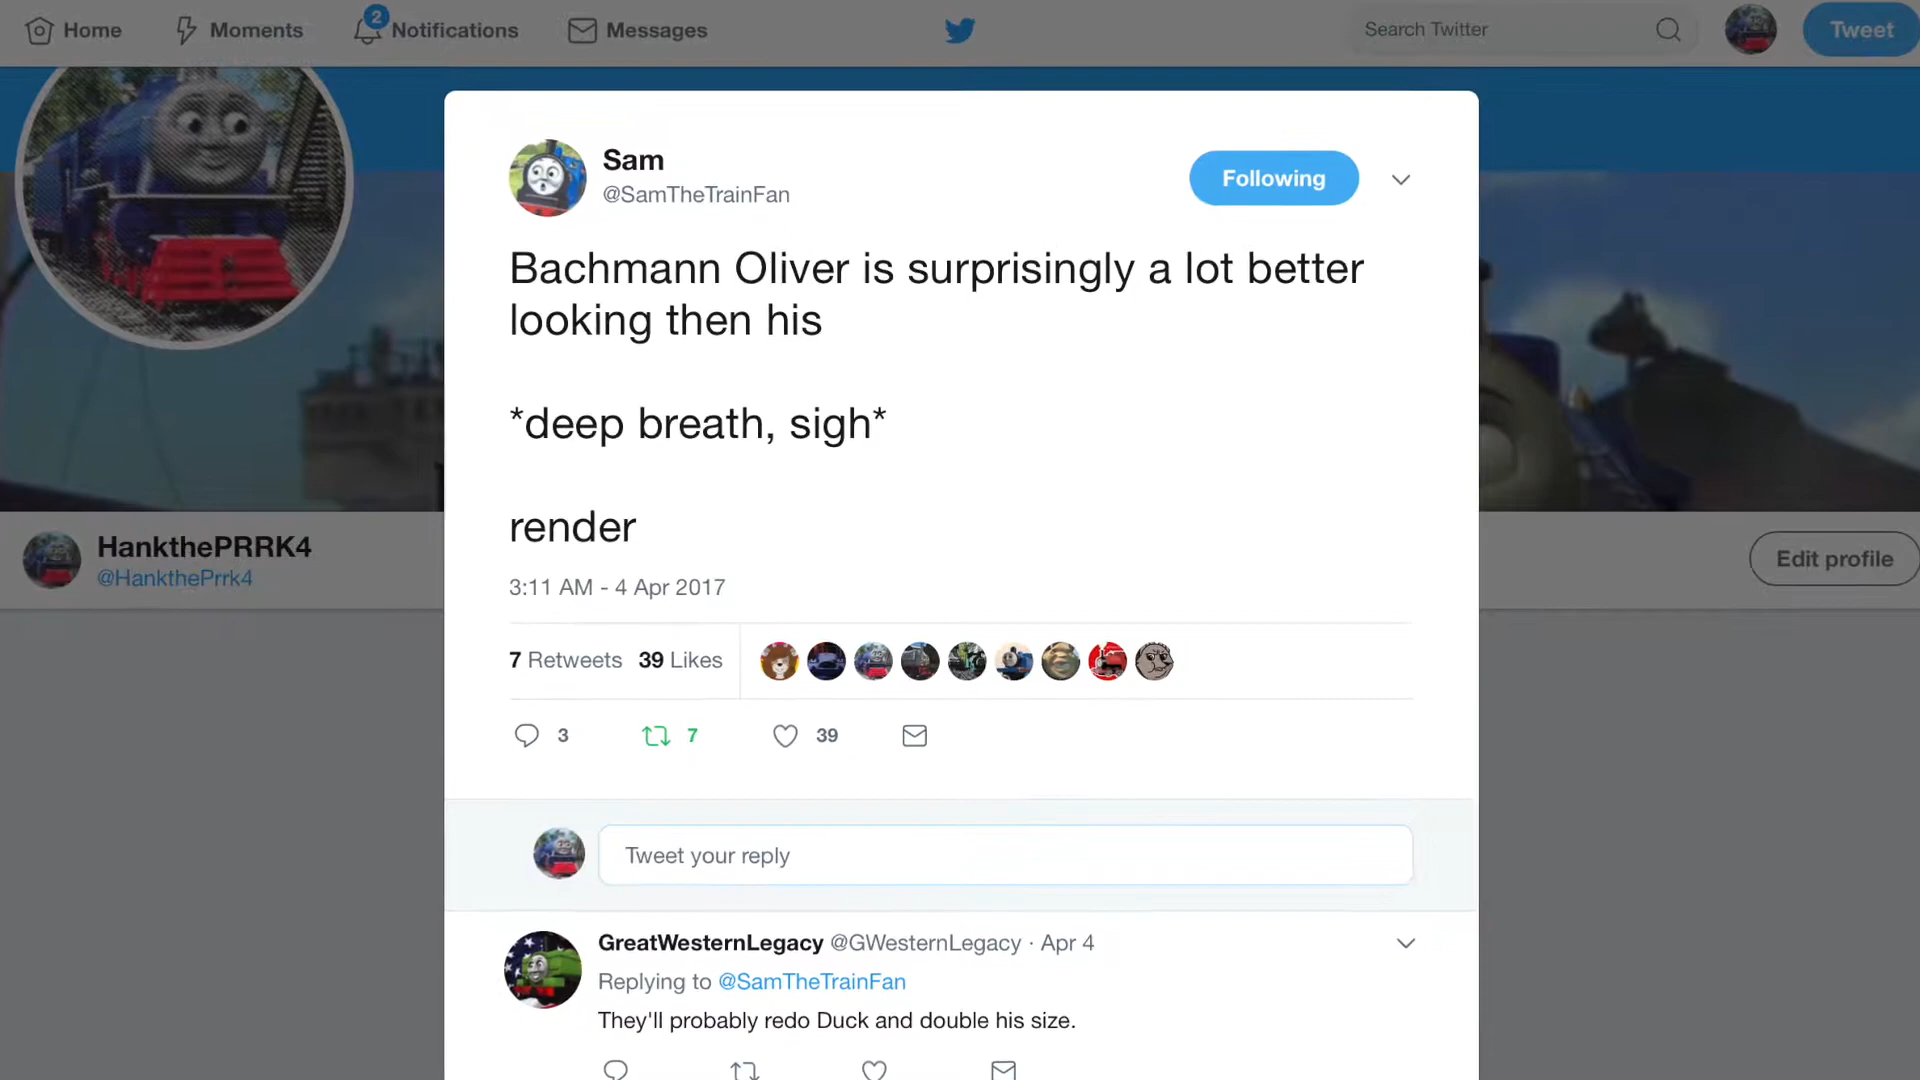 Home
Moments
2
Notifications
Messages
Search Twitter
Tweet
Sam
@SamTheTrainFan
Following
Bachmann Oliver is surprisingly a lot better
looking then his
*deep breath, sigh*
render
3:11 AM - 4 Apr 2017
7 Retweets 39 Likes
3
7
39
HankthePRRK4
@HankthePrrk4
Edit profile
Tweet your reply
GreatWesternLegacy @GWesternLegacy · Apr 4
Replying to @SamTheTrainFan
They'll probably redo Duck and double his size.